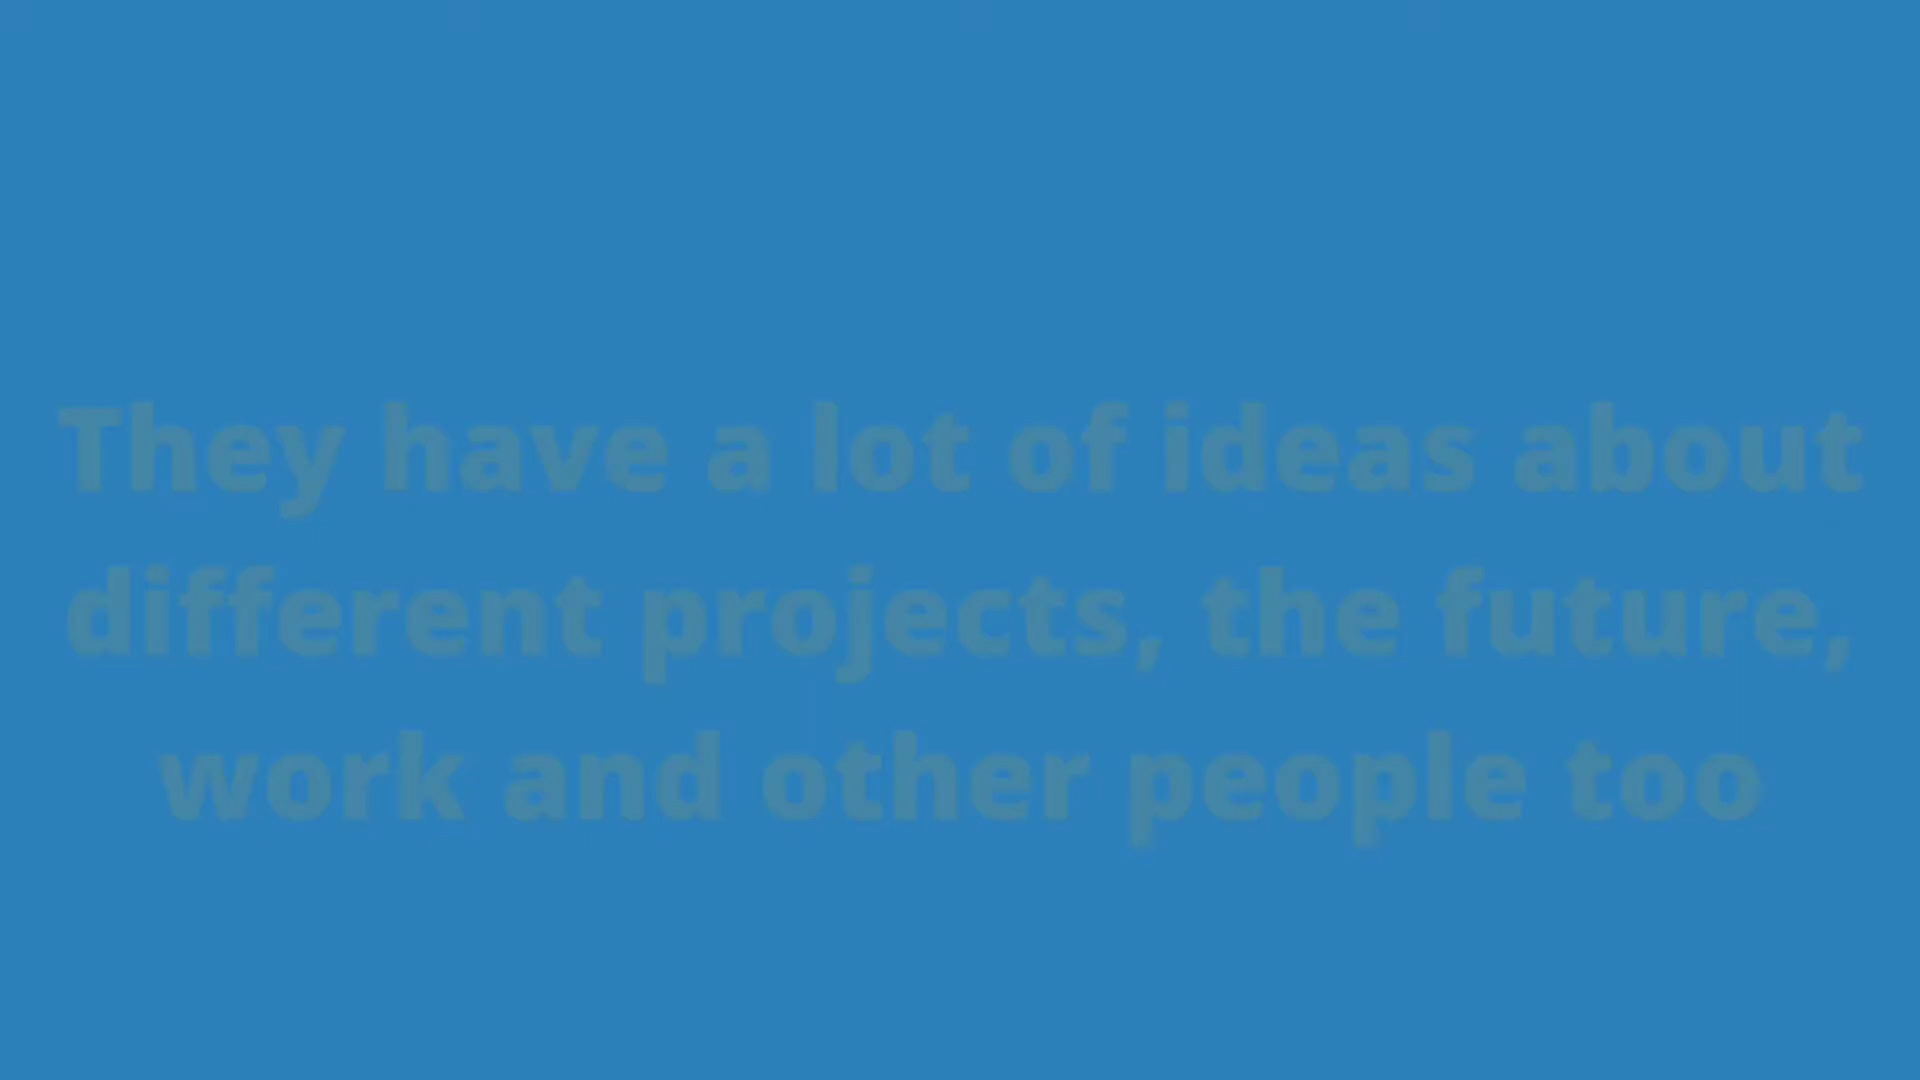 They have a lot of ideas about
different projects, the future,
work and other people too